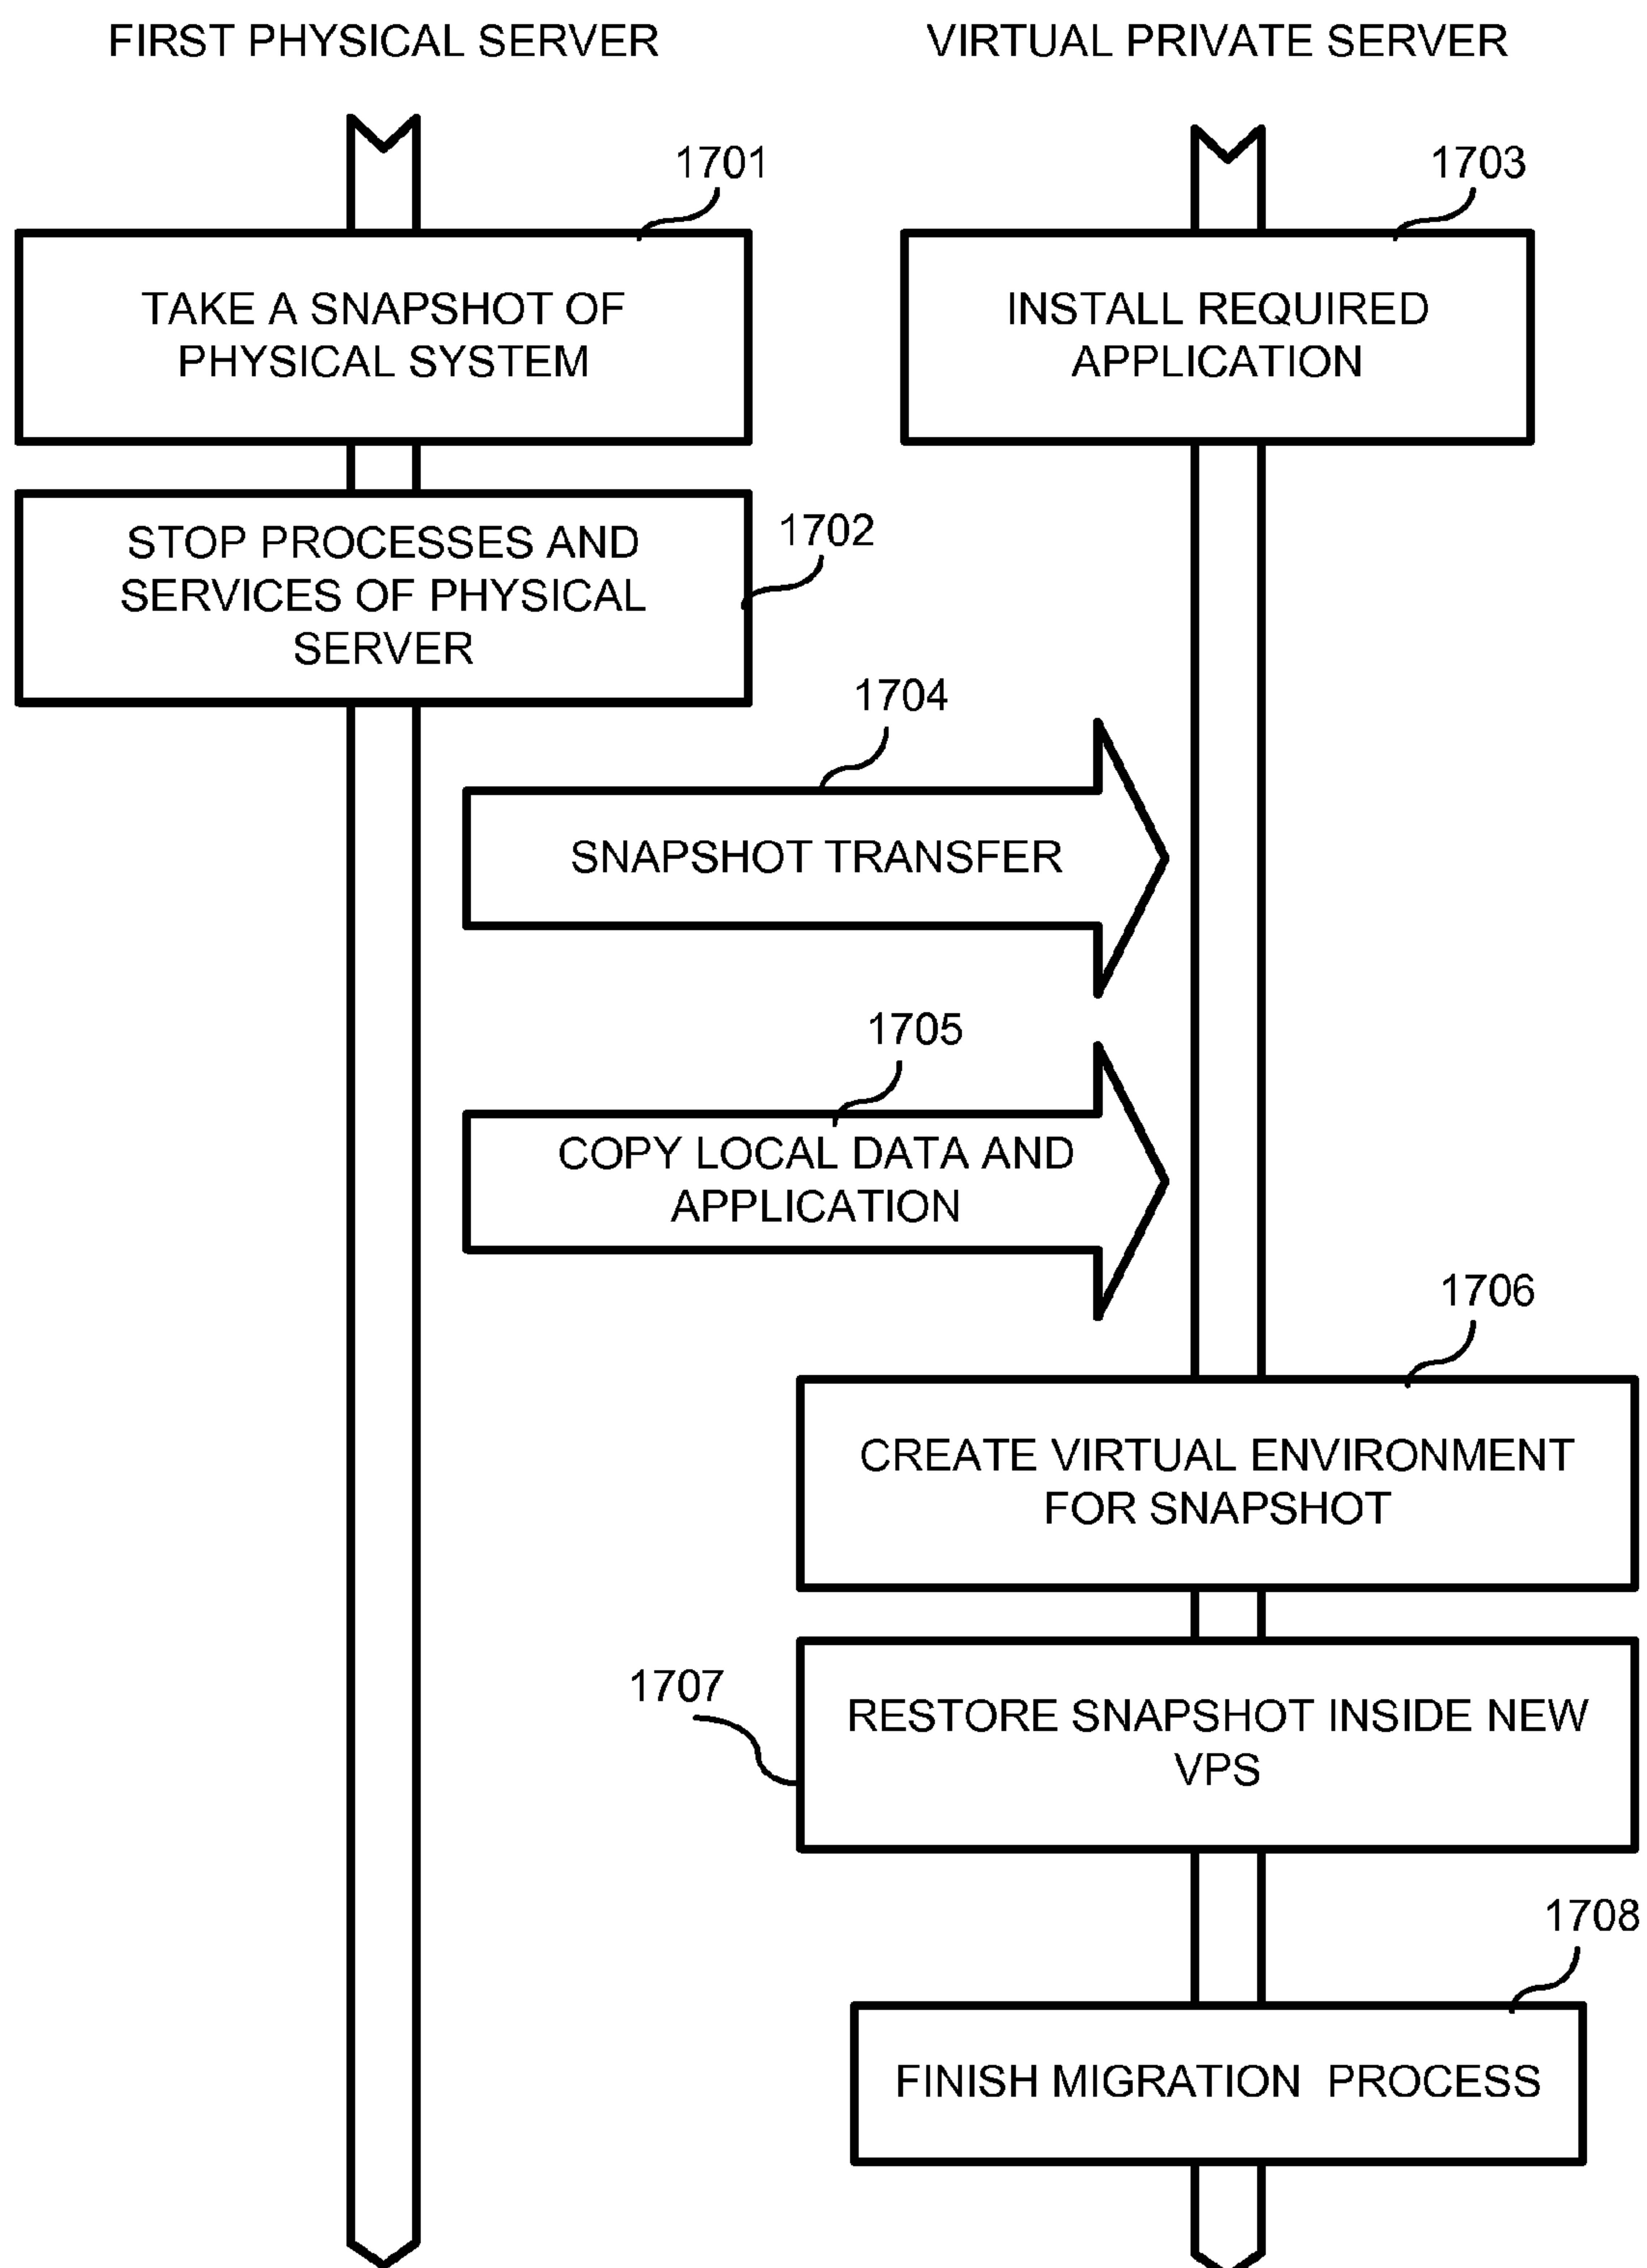 FIRST PHYSICAL SERVER
VIRTUAL PRIVATE SERVER
1701
1703
TAKE A SNAPSHOT OF
PHYSICAL SYSTEM
INSTALL REQUIRED
APPLICATION
1702
STOP PROCESSES AND
SERVICES OF PHYSICAL
SERVER
1704
SNAPSHOT TRANSFER
1705
COPY LOCAL DATA AND
APPLICATION
1706
CREATE VIRTUAL ENVIRONMENT
FOR SNAPSHOT
1707
RESTORE SNAPSHOT INSIDE NEW
VPS
1708
FINISH MIGRATION PROCESS